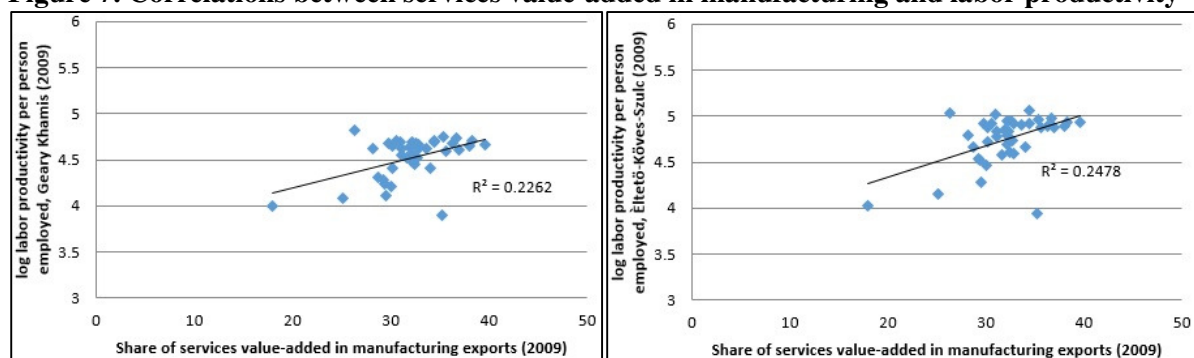 Figure 7. Correlations between services value-added in manufacturing and labor productivity
log labor productivity per person
employed, Geary Khamis (2009)
6
5.5
5
4.5
4
3.5
3
R² = 0.2262
0 10 20 30 40 50
Share of services value-added in manufacturing exports (2009)
log labor productivity per person
employed, Èltetö-Köves-Szulc (2009)
6
5.5
5
4.5
4
3.5
3
R² = 0.2478
0 10 20 30 40 50
Share of services value-added in manufacturing exports (2009)